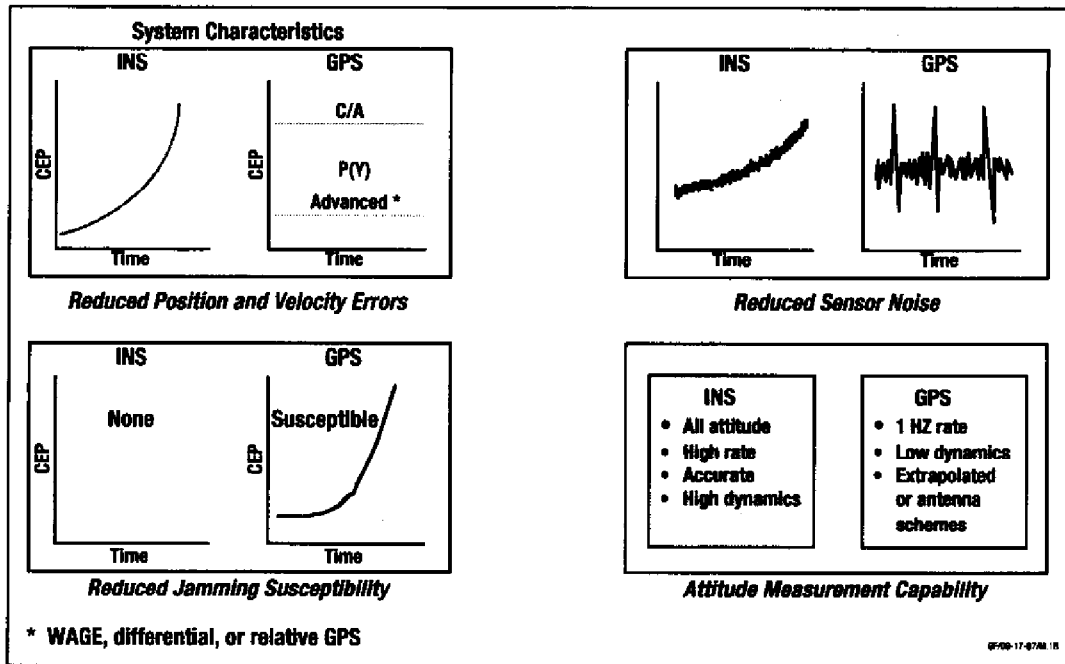 System Characteristics
INS
GPS
CEP
Time
CEP
C/A
P(Y)
Advanced *
Time
Reduced Position and Velocity Errors
INS
GPS
Time
Time
Reduced Sensor Noise
INS
GPS
CEP
None
Time
CEP
Susceptible
Time
Reduced Jamming Susceptibility
INS
• All attitude
• High rate
• Accurate
• High dynamics
GPS
• 1 HZ rate
• Low dynamics
• Extrapolated
or antenna
schemes
Attitude Measurement Capability
* WAGE, differential, or relative GPS